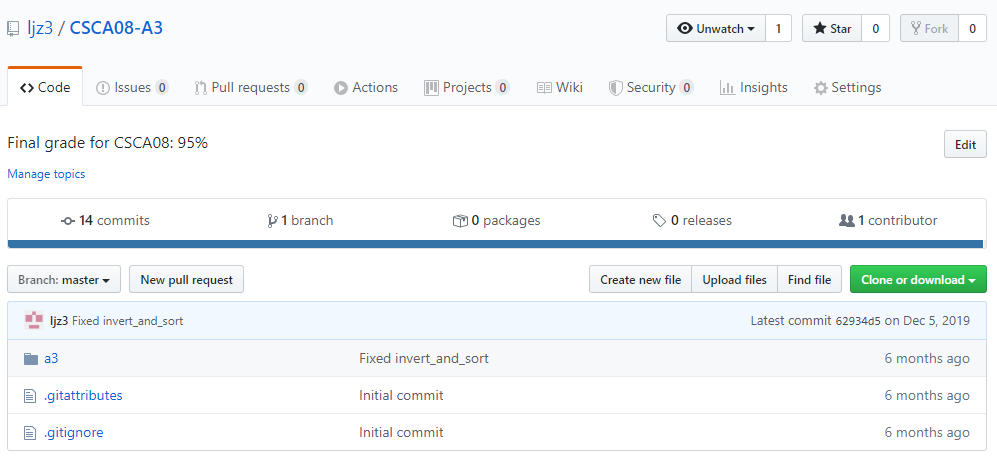 ljz3 / CSCA08-A3 Unwatch 1 Star 0 Fork 0
Code Issues 0 Pull requests 0 Actions Projects 0 Wiki Security 0 Insights Settings
Final grade for CSCA08: 95% Edit
Manage topics
14 commits 1 branch 0 packages 0 releases 1 contributor
Branch: master New pull request Create new file Upload files Find file Clone or download
ljz3 Fixed invert_and_sort Latest commit 62934d5 on Dec 5, 2019
a3 Fixed invert_and_sort 6 months ago
.gitattributes Initial commit 6 months ago
.gitignore Initial commit 6 months ago